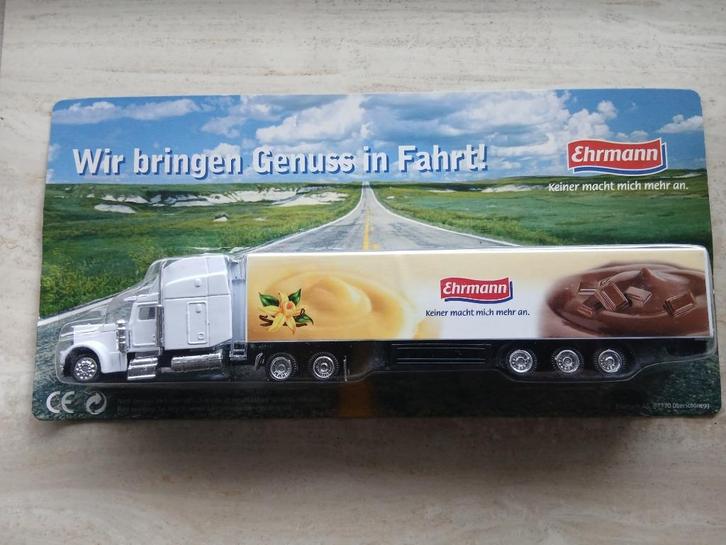 Wir bringen Genuss in Fahrt!
Ehrmann
Keiner macht mich mehr an.
Ehrmann
Keiner macht mich mehr an.
CE